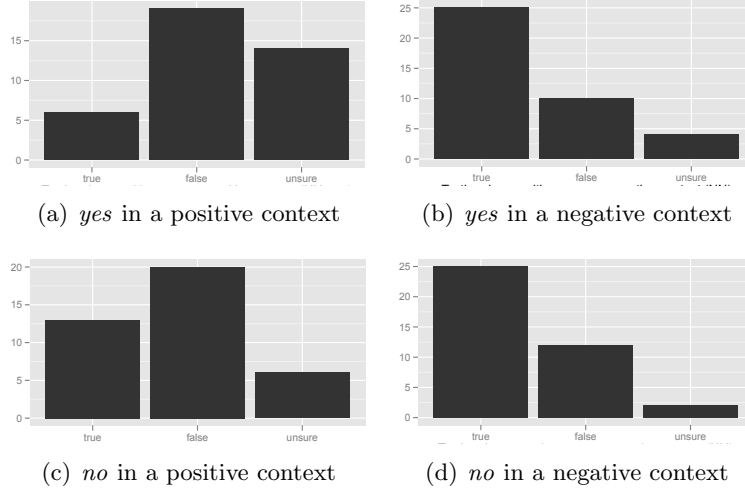 15
10
5
0
true false unsure
(a) yes in a positive context
25
20
15
10
5
0
true false unsure
(b) yes in a negative context
20
15
10
5
0
true false unsure
(c) no in a positive context
25
20
15
10
5
0
true false unsure
(d) no in a negative context